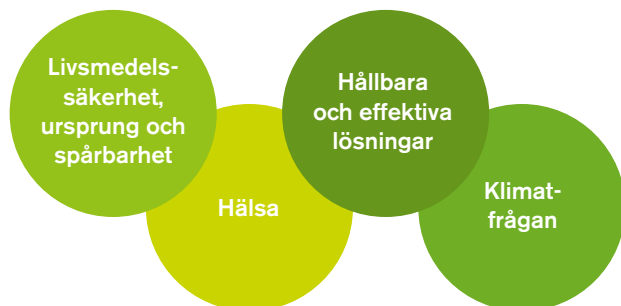 Livsmedels-
säkerhet,
ursprung och
spårbarhet
Hälsa
Hållbara
och effektiva
lösningar
Klimat-
frågan